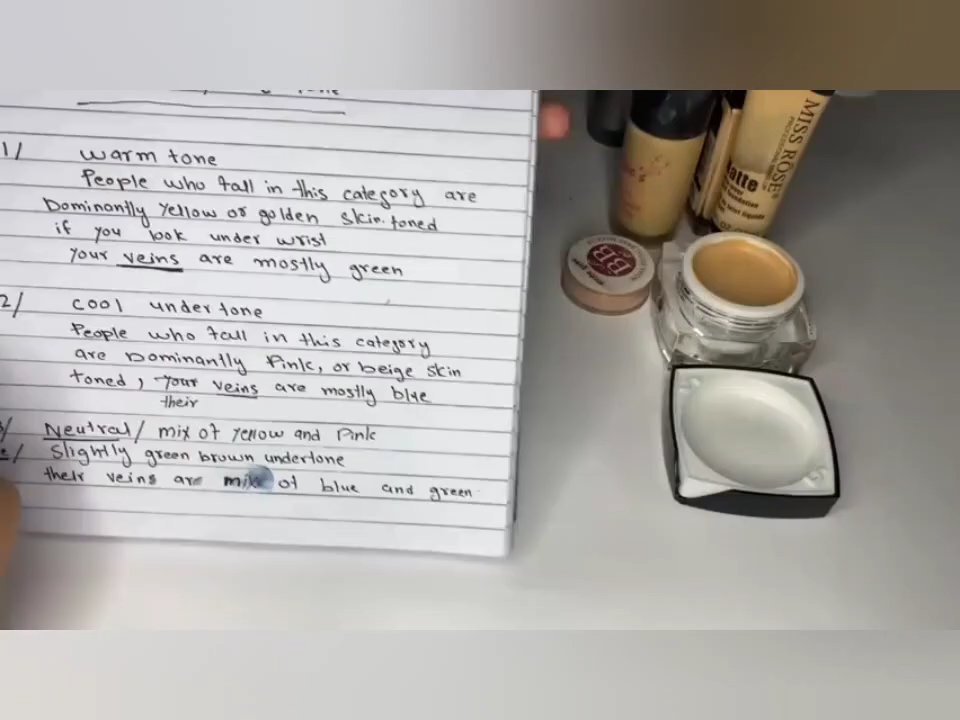 1/ warm tone
People who fall in this category are
Dominantly Yellow or golden skin-toned
if you look under wrist
Your veins are mostly green
2/ cool undertone
People who fall in this category
are Dominantly Pink, or beige skin
toned, Your veins are mostly blue
their
3/ Neutral/ mix of Yellow and Pink
Slightly green brown undertone
their veins are mix of blue and green.
MISS ROSE
PROFESSIONAL
Matte
BB